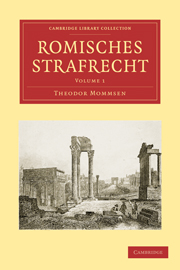 CAMBRIDGE LIBRARY COLLECTION
ROMISCHES
STRAFRECHT
VOLUME 1
THEODOR MOMMSEN
CAMBRIDGE